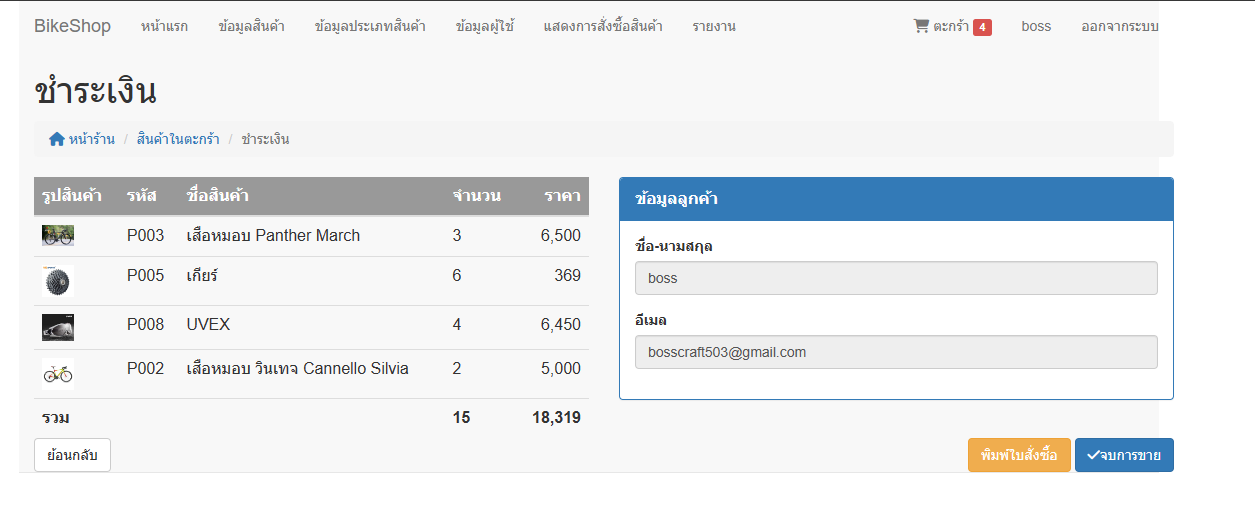 BikeShop หน้าแรก ข้อมูลสินค้า ข้อมูลประเภทสินค้า ข้อมูลผู้ใช้ แสดงการสั่งซื้อสินค้า รายงาน ตะกร้า 4 boss ออกจากระบบ
ชำระเงิน
หน้าร้าน / สินค้าในตะกร้า / ชำระเงิน
รูปสินค้า รหัส ชื่อสินค้า จำนวน ราคา
P003 เสือหมอบ Panther March 3 6,500
P005 เกียร์ 6 369
P008 UVEX 4 6,450
P002 เสือหมอบ วินเทจ Cannello Silvia 2 5,000
รวม 15 18,319
ข้อมูลลูกค้า
ชื่อ-นามสกุล
boss
อีเมล
bosscraft503@gmail.com
ย้อนกลับ พิมพ์ใบสั่งซื้อ จบการขาย